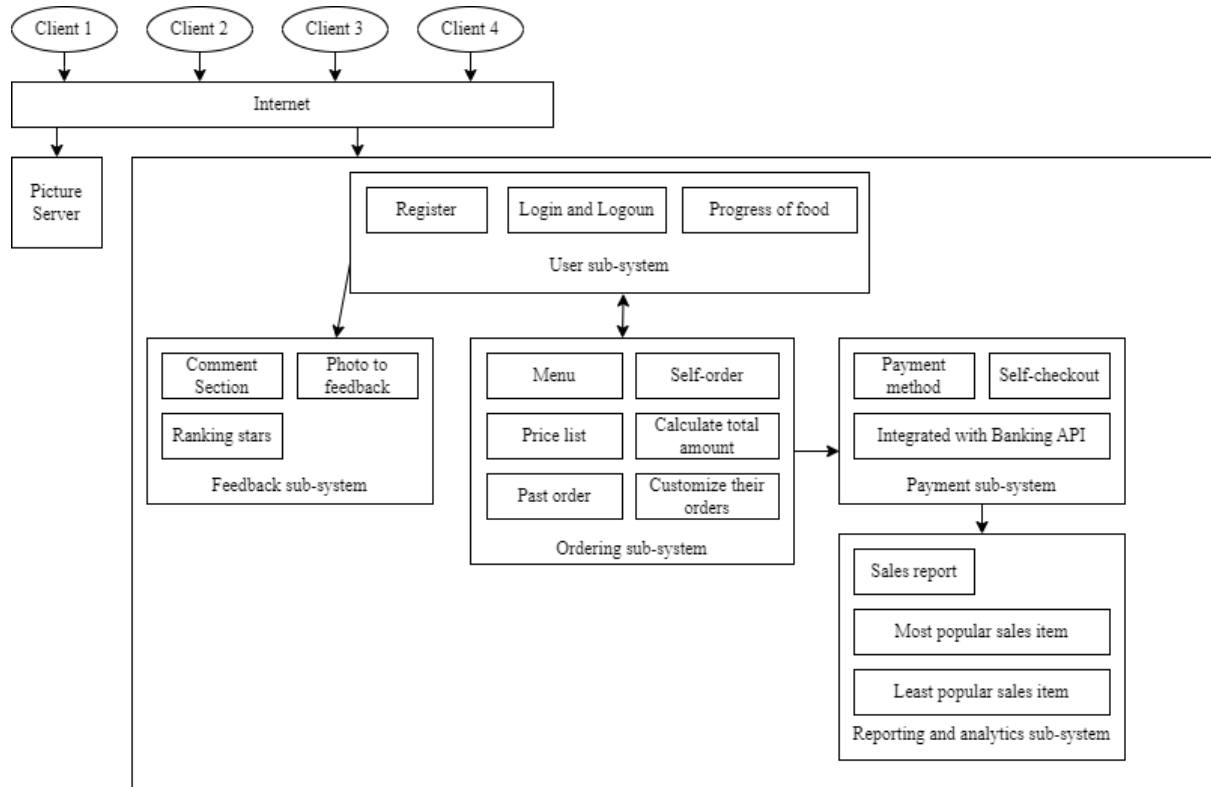 Client 1
Client 2
Client 3
Client 4
Internet
Picture
Server
Register
Login and Logoun
Progress of food
User sub-system
Comment
Section
Photo to
feedback
Ranking stars
Feedback sub-system
Menu
Self-order
Price list
Calculate total
amount
Past order
Customize their
orders
Ordering sub-system
Payment
method
Self-checkout
Integrated with Banking API
Payment sub-system
Sales report
Most popular sales item
Least popular sales item
Reporting and analytics sub-system